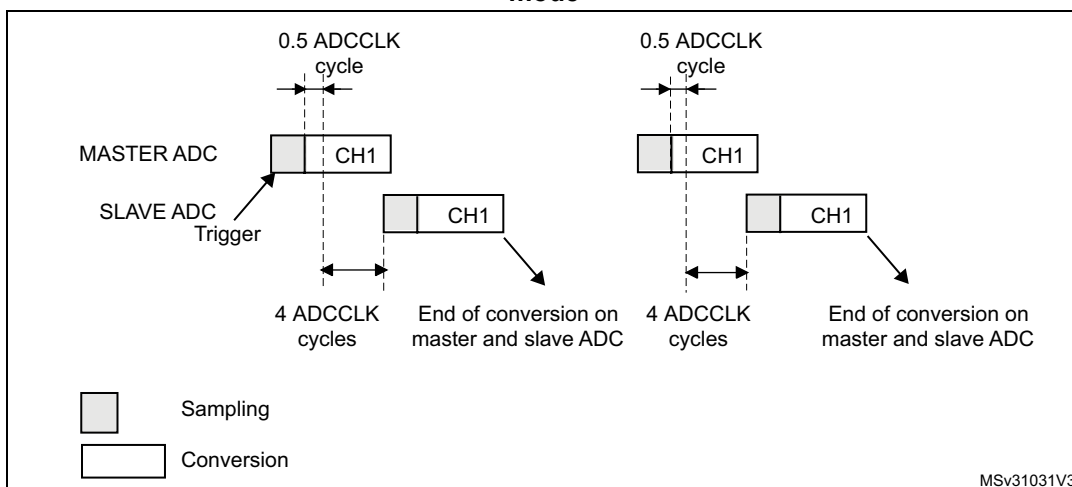 mode
0.5 ADCCLK
cycle
0.5 ADCCLK
cycle
MASTER ADC
CH1
CH1
SLAVE ADC
Trigger
CH1
CH1
4 ADCCLK
cycles
End of conversion on
master and slave ADC
4 ADCCLK
cycles
End of conversion on
master and slave ADC
Sampling
Conversion
MSv31031V3